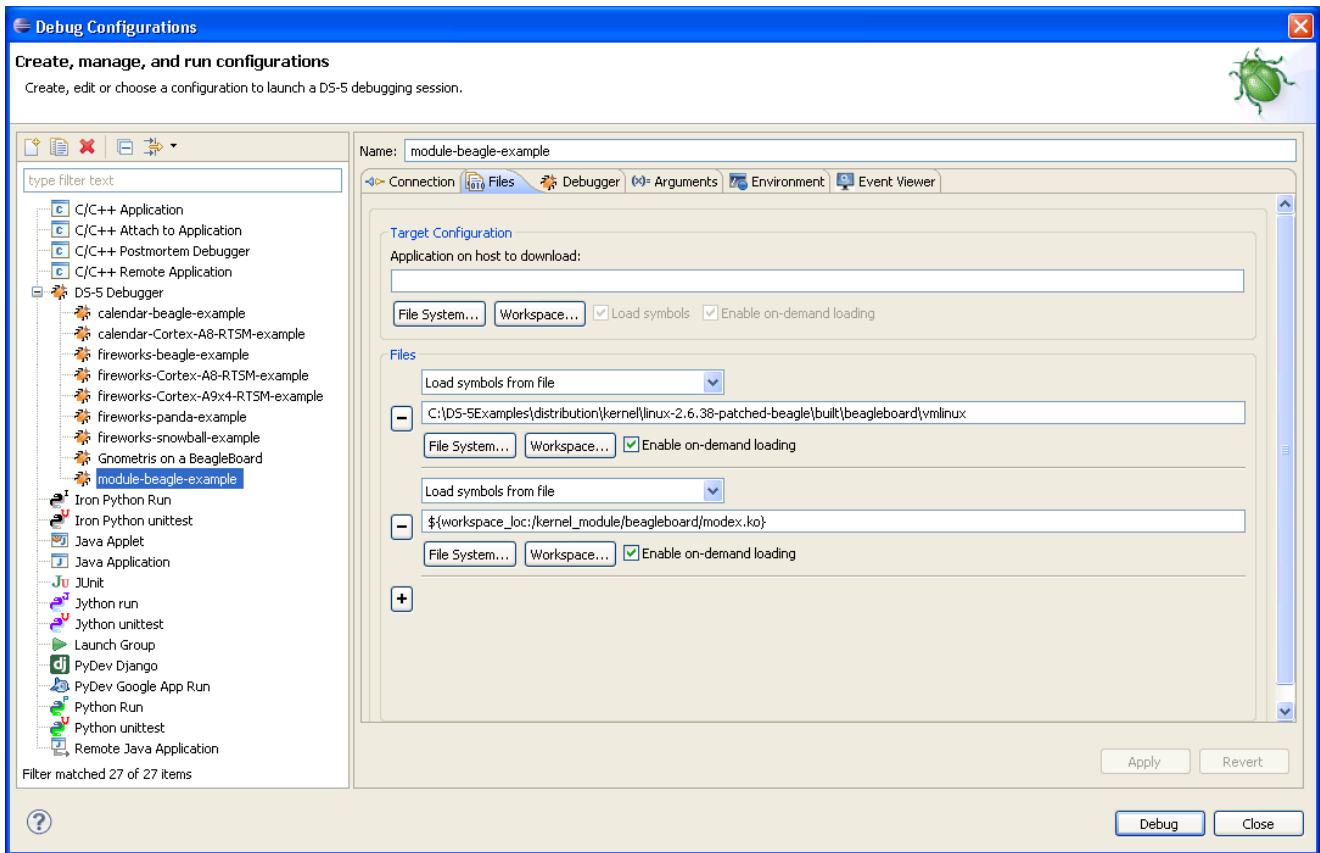 Debug Configurations
Create, manage, and run configurations
Create, edit or choose a configuration to launch a DS-5 debugging session.
type filter text
C/C++ Application
C/C++ Attach to Application
C/C++ Postmortem Debugger
C/C++ Remote Application
DS-5 Debugger
calendar-beagle-example
calendar-Cortex-A8-RTSM-example
fireworks-beagle-example
fireworks-Cortex-A8-RTSM-example
fireworks-Cortex-A9x4-RTSM-example
fireworks-panda-example
fireworks-snowball-example
Gnometris on a BeagleBoard
module-beagle-example
Iron Python Run
Iron Python unittest
Java Applet
Java Application
JUnit
Jython run
Jython unittest
Launch Group
PyDev Django
PyDev Google App Run
Python Run
Python unittest
Remote Java Application
Filter matched 27 of 27 items
Name: module-beagle-example
Connection Files Debugger (x)= Arguments Environment Event Viewer
Target Configuration
Application on host to download:
File System... Workspace... Load symbols Enable on-demand loading
Files
Load symbols from file
C:\DS-5Examples\distribution\kernel\linux-2.6.38-patched-beagle\built\beagleboard\vmlinux
File System... Workspace... Enable on-demand loading
Load symbols from file
${workspace_loc:/kernel_module/beagleboard/modex.ko}
File System... Workspace... Enable on-demand loading
Apply Revert
Debug Close